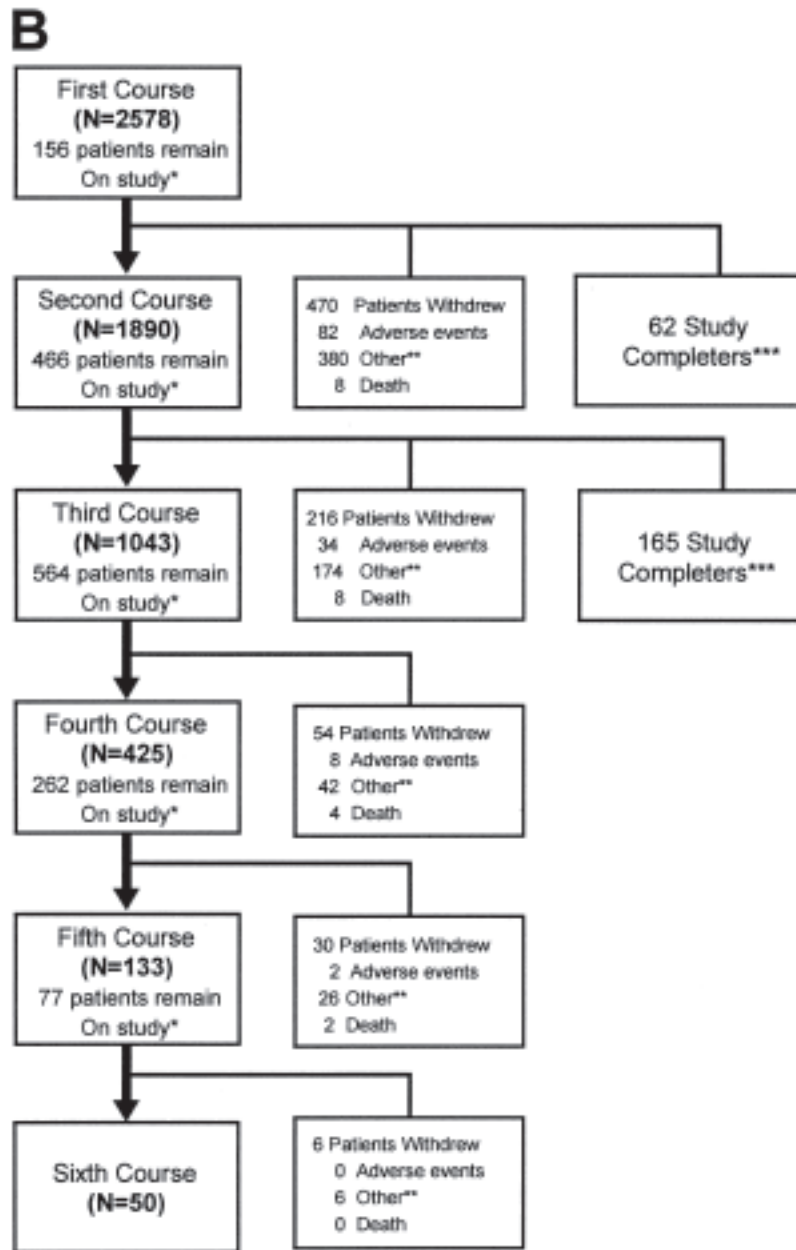 B
First Course
(N=2578)
156 patients remain
On study*
Second Course
(N=1890)
466 patients remain
On study*
470 Patients Withdrew
82 Adverse events
380 Other**
8 Death
62 Study
Completers***
Third Course
(N=1043)
564 patients remain
On study*
216 Patients Withdrew
34 Adverse events
174 Other**
8 Death
165 Study
Completers***
Fourth Course
(N=425)
262 patients remain
On study*
54 Patients Withdrew
8 Adverse events
42 Other**
4 Death
Fifth Course
(N=133)
77 patients remain
On study*
30 Patients Withdrew
2 Adverse events
26 Other**
2 Death
Sixth Course
(N=50)
6 Patients Withdrew
0 Adverse events
6 Other**
0 Death